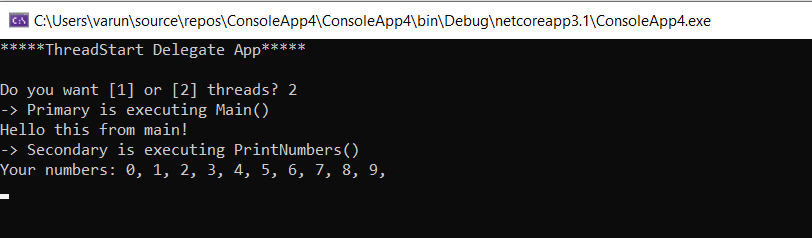 C:\Users\varun\source\repos\ConsoleApp4\ConsoleApp4\bin\Debug\netcoreapp3.1\ConsoleApp4.exe
*****ThreadStart Delegate App*****
Do you want [1] or [2] threads? 2
-> Primary is executing Main()
Hello this from main!
-> Secondary is executing PrintNumbers()
Your numbers: 0, 1, 2, 3, 4, 5, 6, 7, 8, 9,